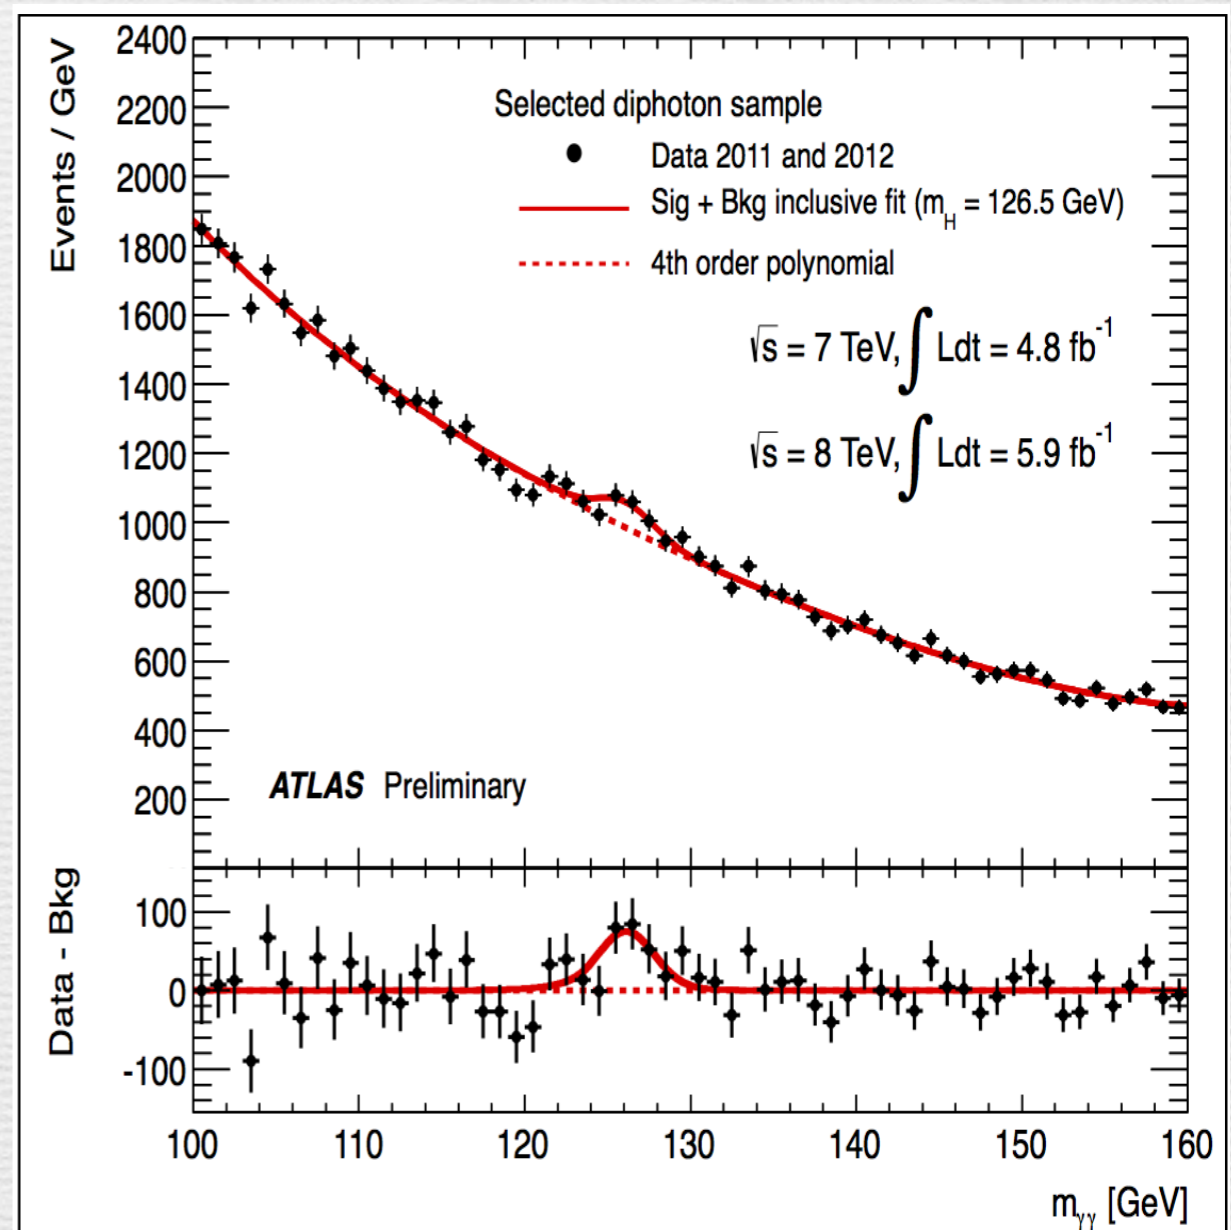 Events / GeV
2400
2200
2000
1800
1600
1400
1200
1000
800
600
400
200
Selected diphoton sample
Data 2011 and 2012
Sig + Bkg inclusive fit (m_H = 126.5 GeV)
4th order polynomial
√s = 7 TeV, ∫ Ldt = 4.8 fb⁻¹
√s = 8 TeV, ∫ Ldt = 5.9 fb⁻¹
ATLAS Preliminary
Data - Bkg
100
0
-100
100 110 120 130 140 150 160
m_γγ [GeV]